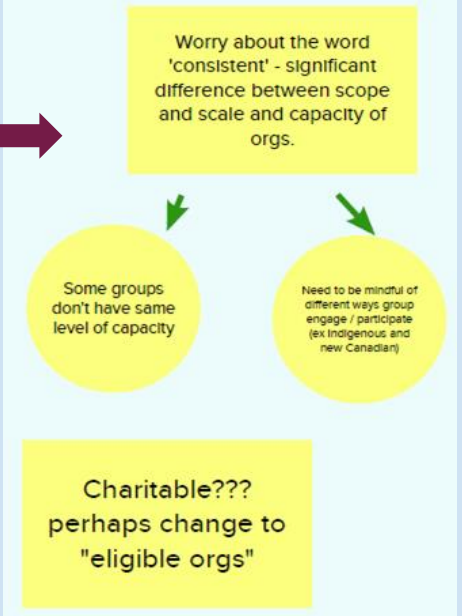 Worry about the word
'consistent' - significant
difference between scope
and scale and capacity of
orgs.
Some groups
don't have same
level of capacity
Need to be mindful of
different ways group
engage / participate
(ex Indigenous and
new Canadian)
Charitable???
perhaps change to
"eligible orgs"